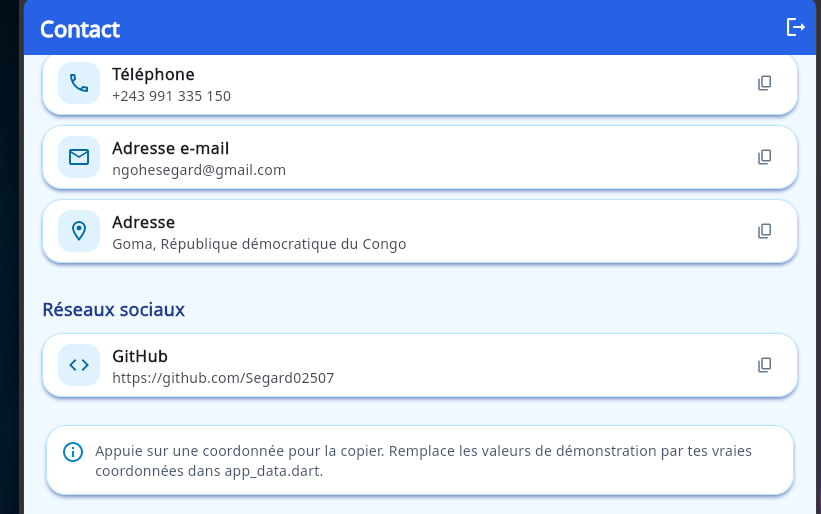 Contact
Téléphone
+243 991 335 150
Adresse e-mail
ngohesegard@gmail.com
Adresse
Goma, République démocratique du Congo
Réseaux sociaux
GitHub
https://github.com/Segard02507
Appuie sur une coordonnée pour la copier. Remplace les valeurs de démonstration par tes vraies
coordonnées dans app_data.dart.